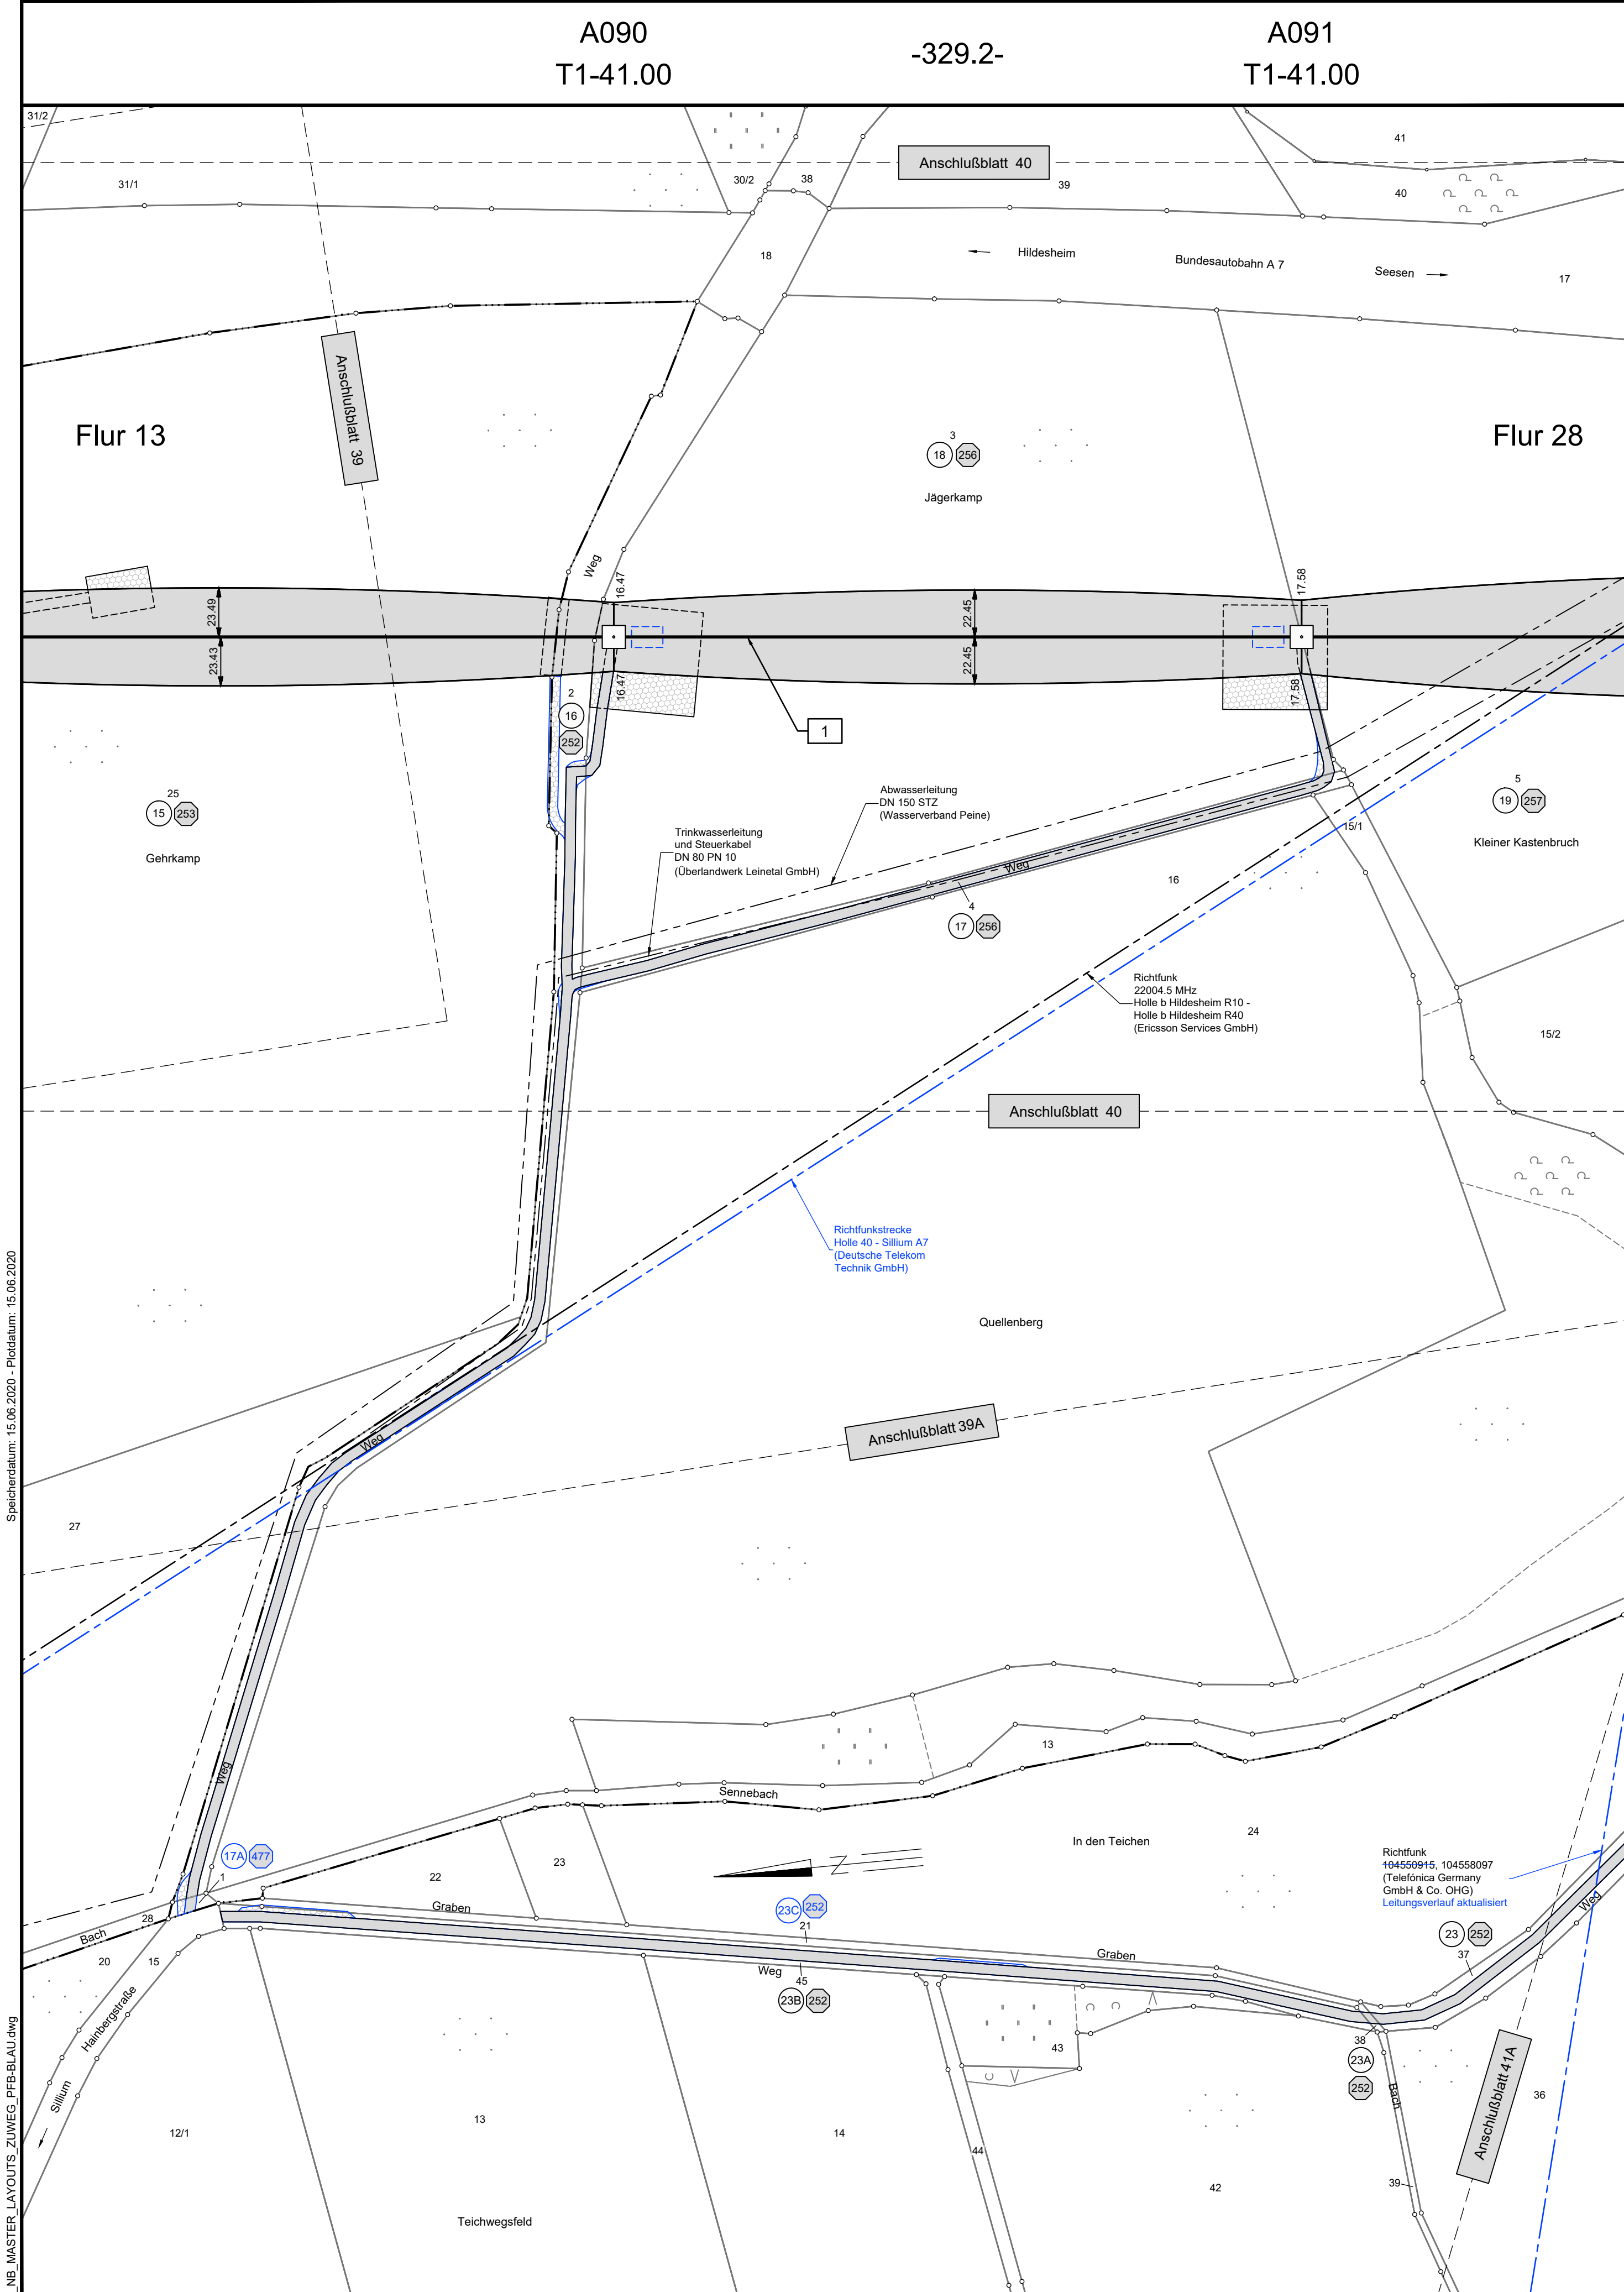 A090
T1-41.00
-329.2-
A091
T1-41.00
31/2
31/1
30/2
38
Anschlußblatt 40
39
41
40
18
Hildesheim
Bundesautobahn A 7
Seesen
17
Anschlußblatt 39
Flur 13
3
18
256
Jägerkamp
Flur 28
Weg
16.47
17.58
23.49
22.45
23.43
22.45
16.47
17.58
2
16
252
1
25
15
253
Gehrkamp
Abwasserleitung
DN 150 STZ
(Wasserverband Peine)
Trinkwasserleitung
und Steuerkabel
DN 80 PN 10
(Überlandwerk Leinetal GmbH)
5
19
257
Kleiner Kastenbruch
15/1
Weg
16
4
17
256
Richtfunk
22004.5 MHz
Holle b Hildesheim R10 -
Holle b Hildesheim R40
(Ericsson Services GmbH)
15/2
Anschlußblatt 40
Richtfunkstrecke
Holle 40 - Sillium A7
(Deutsche Telekom
Technik GmbH)
Quellenberg
Anschlußblatt 39A
Weg
27
Weg
Sennebach
13
In den Teichen
24
17A
477
1
22
23
Graben
28
Bach
20
15
Hainbergstraße
Sillium
Z
23C
252
21
Graben
Weg
45
23B
252
Richtfunk
104550915, 104558097
(Telefónica Germany
GmbH & Co. OHG)
Leitungsverlauf aktualisiert
Weg
23
252
37
38
23A
252
Bach
43
Anschlußblatt 41A
36
12/1
13
14
44
42
39
Teichwegsfeld
Speicherdatum: 15.06.2020 - Plotdatum: 15.06.2020
_NB_MASTER_LAYOUTS_ZUWEG_PFB-BLAU.dwg